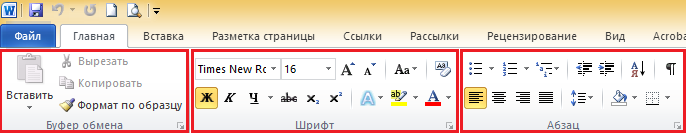 Файл Главная Вставка Разметка страницы Ссылки Рассылки Рецензирование Вид Acroba
Вставить
Вырезать
Копировать
Формат по образцу
Буфер обмена
Times New Ro 16 A A Aa
Ж К Ч abc x₂ x² A ab A
Шрифт
А Я ¶
Абзац